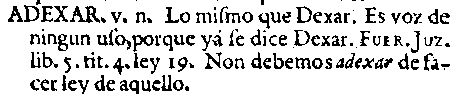 ADEXAR. v. n. Lo miſmo que Dexar. Es voz de
ningun uſo, porque yá ſe dice Dexar. FUER. JUZ.
lib. 5. tit. 4. ley 19. Non debemos adexar de fa-
cer ley de aquello.